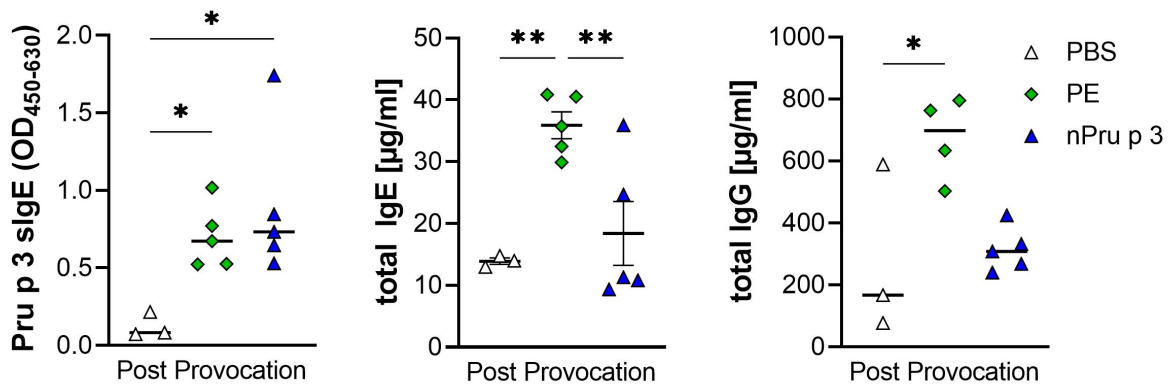 Pru p 3 sIgE (OD450-630)
2.0
1.5
1.0
0.5
0.0
*
*
Post Provocation
total IgE [µg/ml]
50
40
30
20
10
0
**
**
Post Provocation
total IgG [µg/ml]
1000
800
600
400
200
0
*
Post Provocation
PBS
PE
nPru p 3